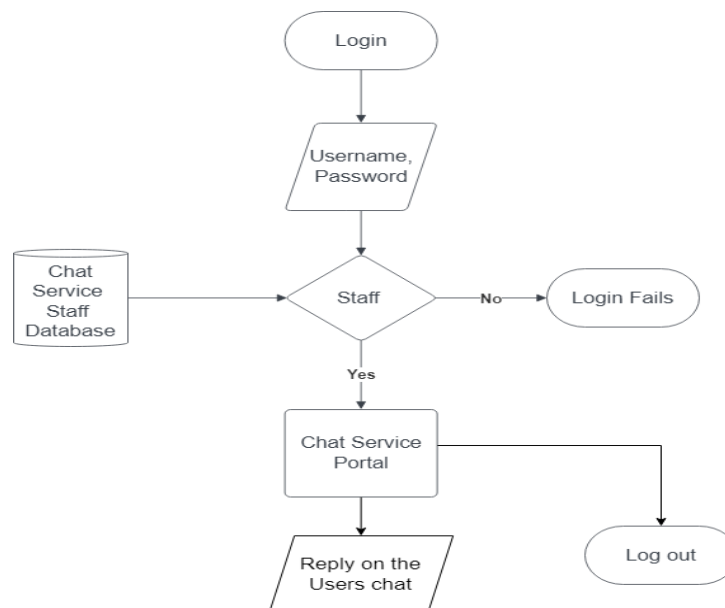 Login
Username,
Password
Chat
Service
Staff
Database
Staff
No
Login Fails
Yes
Chat Service
Portal
Reply on the
Users chat
Log out